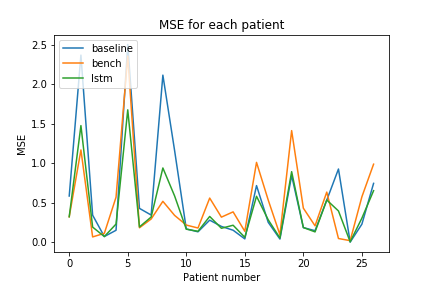 MSE for each patient
2.5
2.0
1.5
1.0
0.5
0.0
MSE
baseline
bench
lstm
0 5 10 15 20 25
Patient number